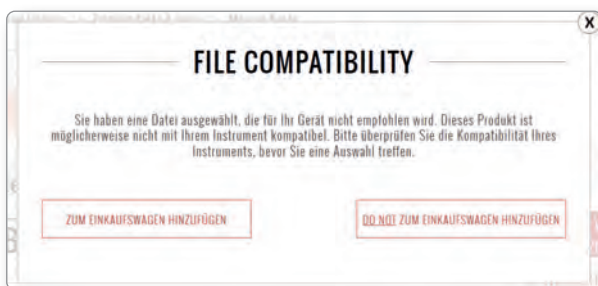 X
FILE COMPATIBILITY
Sie haben eine Datei ausgewählt, die für Ihr Gerät nicht empfohlen wird. Dieses Produkt ist
möglicherweise nicht mit Ihrem Instrument kompatibel. Bitte überprüfen Sie die Kompatibilität Ihres
Instruments, bevor Sie eine Auswahl treffen.
ZUM EINKAUFSWAGEN HINZUFÜGEN
DO NOT ZUM EINKAUFSWAGEN HINZUFÜGEN